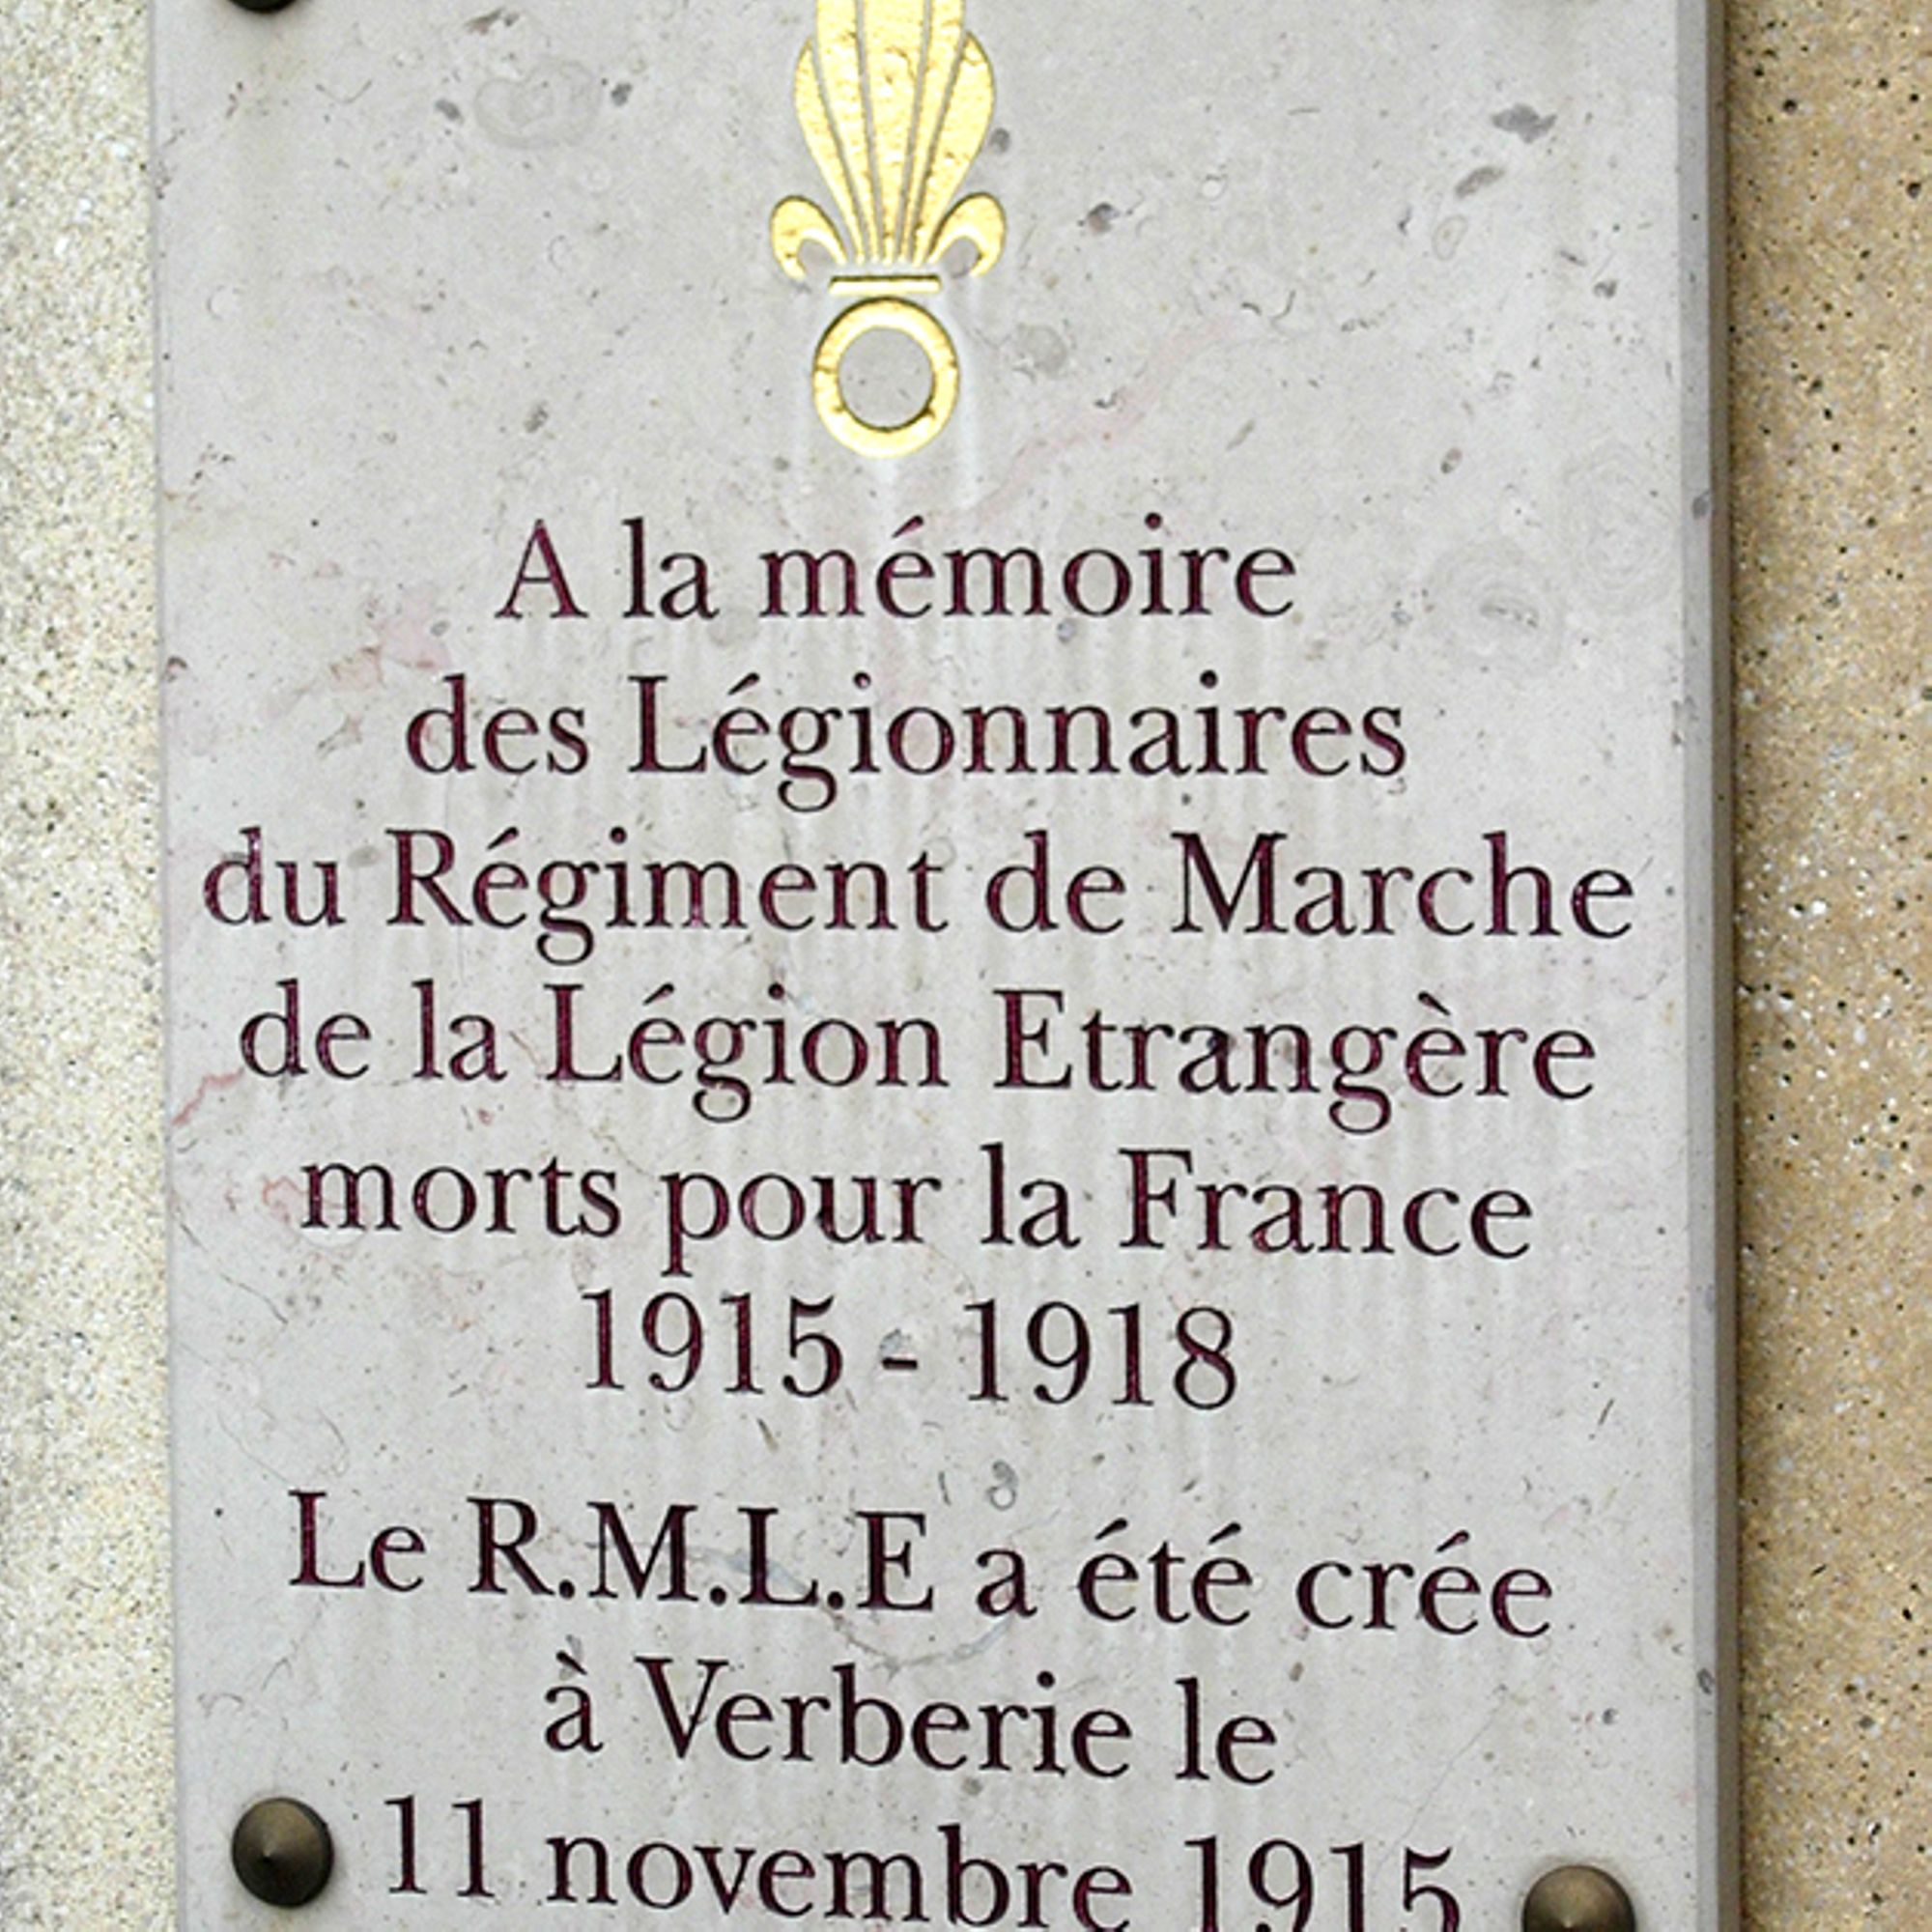 A la mémoire
des Légionnaires
du Régiment de Marche
de la Légion Etrangère
morts pour la France
1915 - 1918
Le R.M.L.E a été crée
à Verberie le
11 novembre 1915